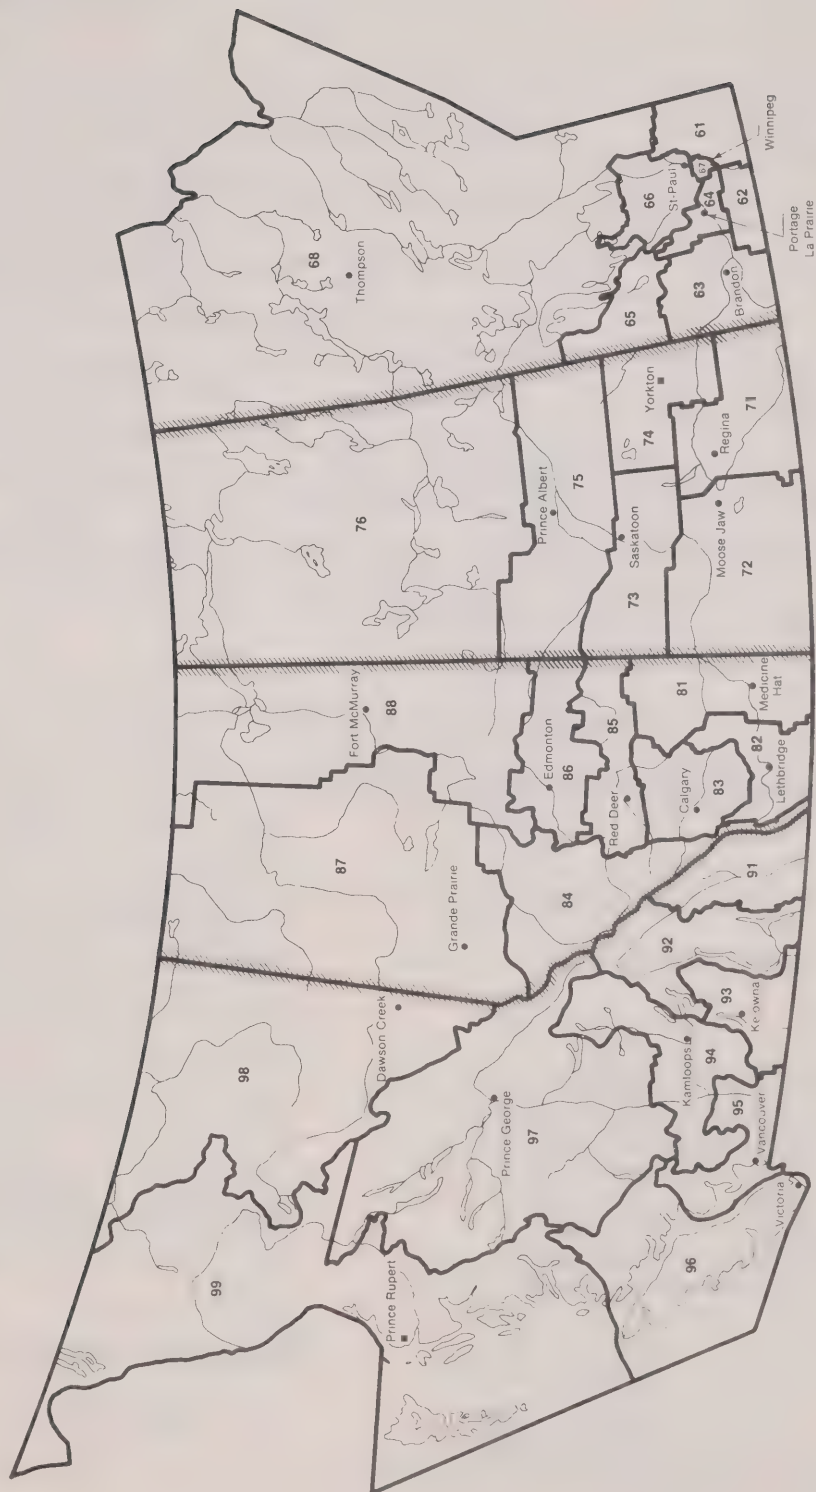 99
98
Prince Rupert
Dawson Creek
Prince George
97
96
Kamloops
94
95
Vancouver
Victoria
93
Kelowna
92
91
87
Grande Prairie
84
Fort McMurray
88
Edmonton
86
85
Red Deer
Calgary
83
81
82
Lethbridge
Medicine
Hat
76
Prince Albert
75
Saskatoon
73
74
Yorkton
Regina
71
Moose Jaw
72
68
Thompson
65
66
St-Paul
63
Brandon
64
67
61
62
Winnipeg
Portage
La Prairie